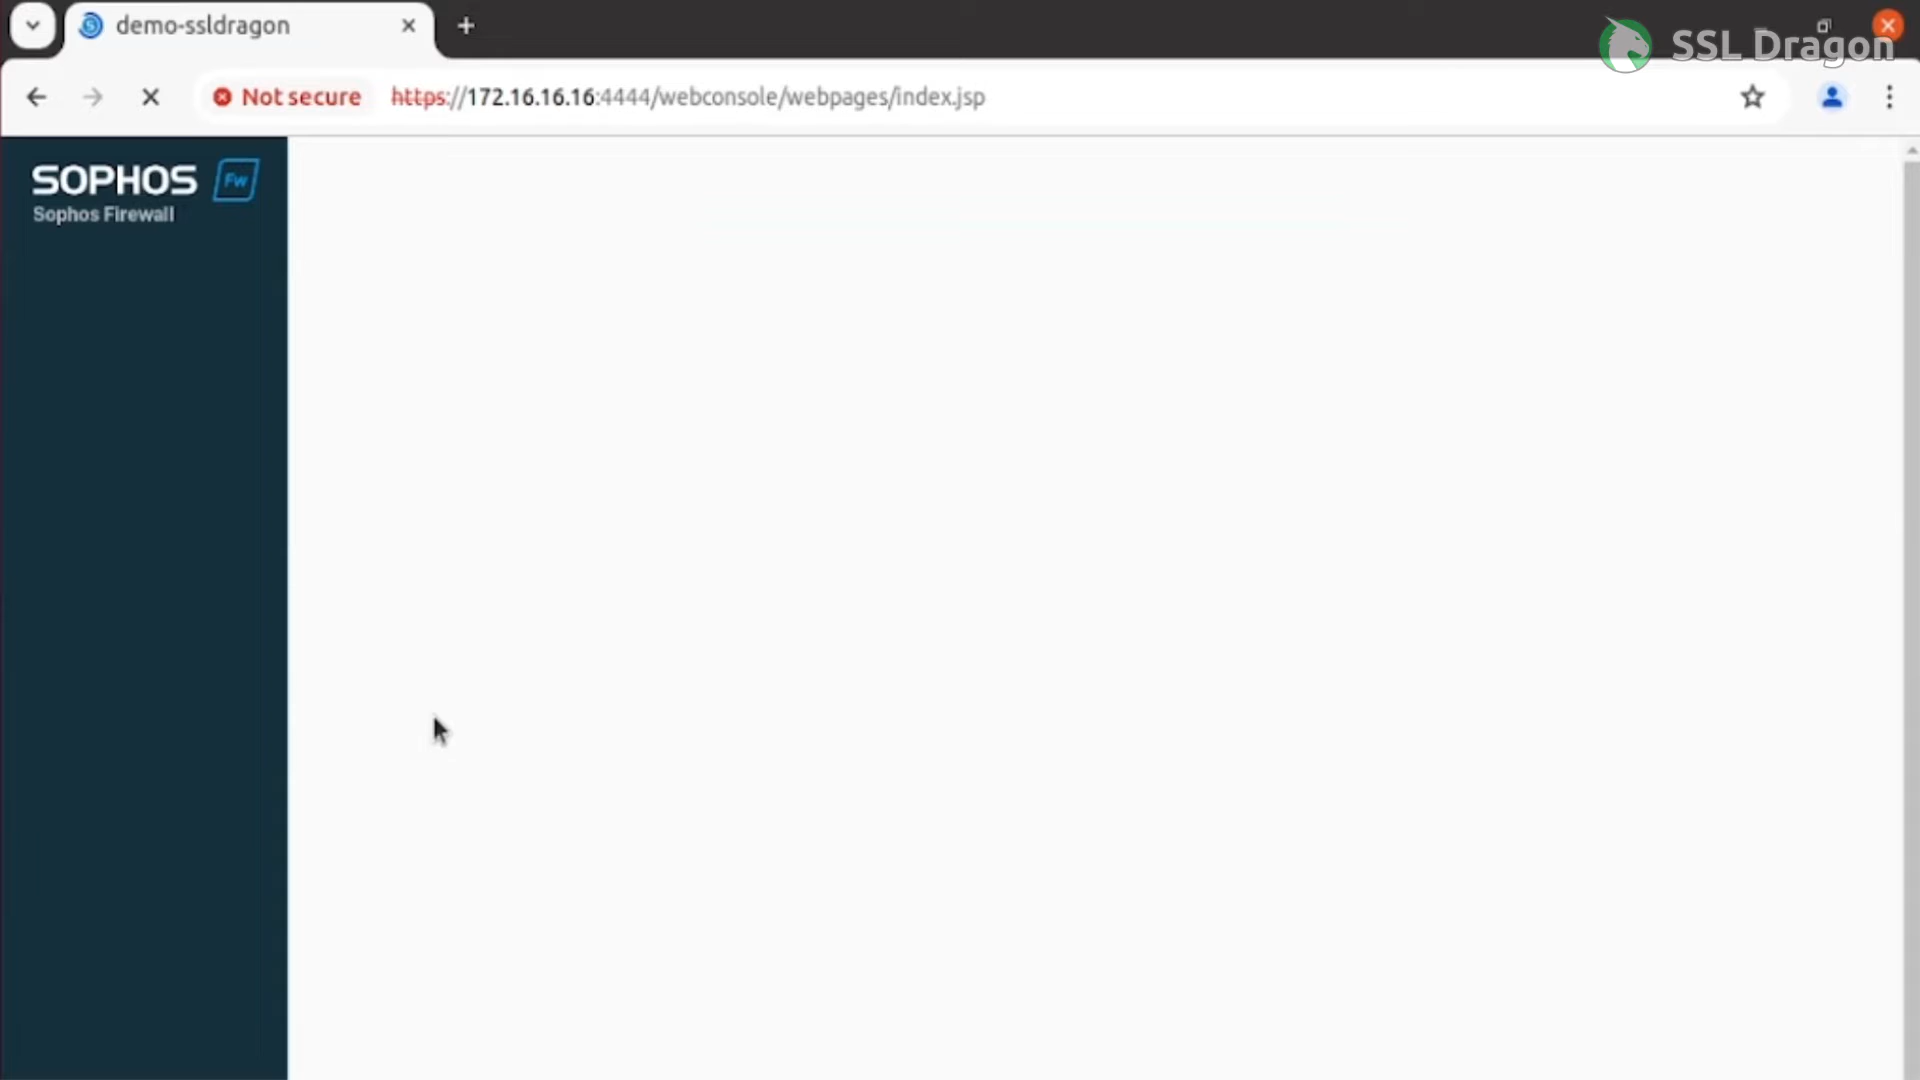 demo-ssldragon
SSL Dragon
Not secure
https://172.16.16.16:4444/webconsole/webpages/index.jsp
SOPHOS
Fw
Sophos Firewall